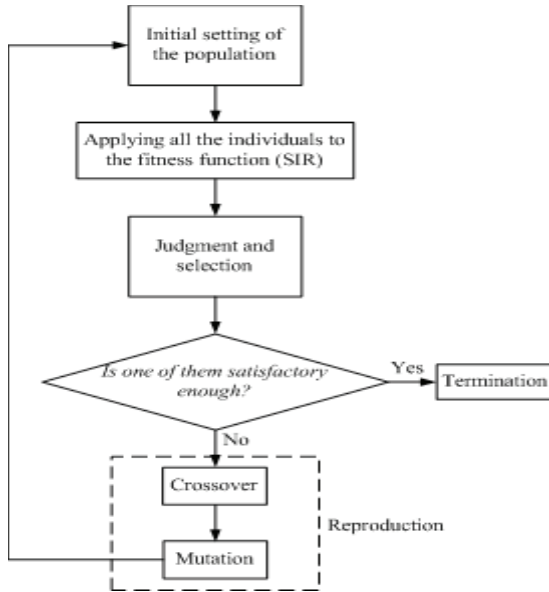 Initial setting of
the population
Applying all the individuals to
the fitness function (SIR)
Judgment and
selection
Is one of them satisfactory
enough?
Yes
Termination
No
Crossover
Reproduction
Mutation